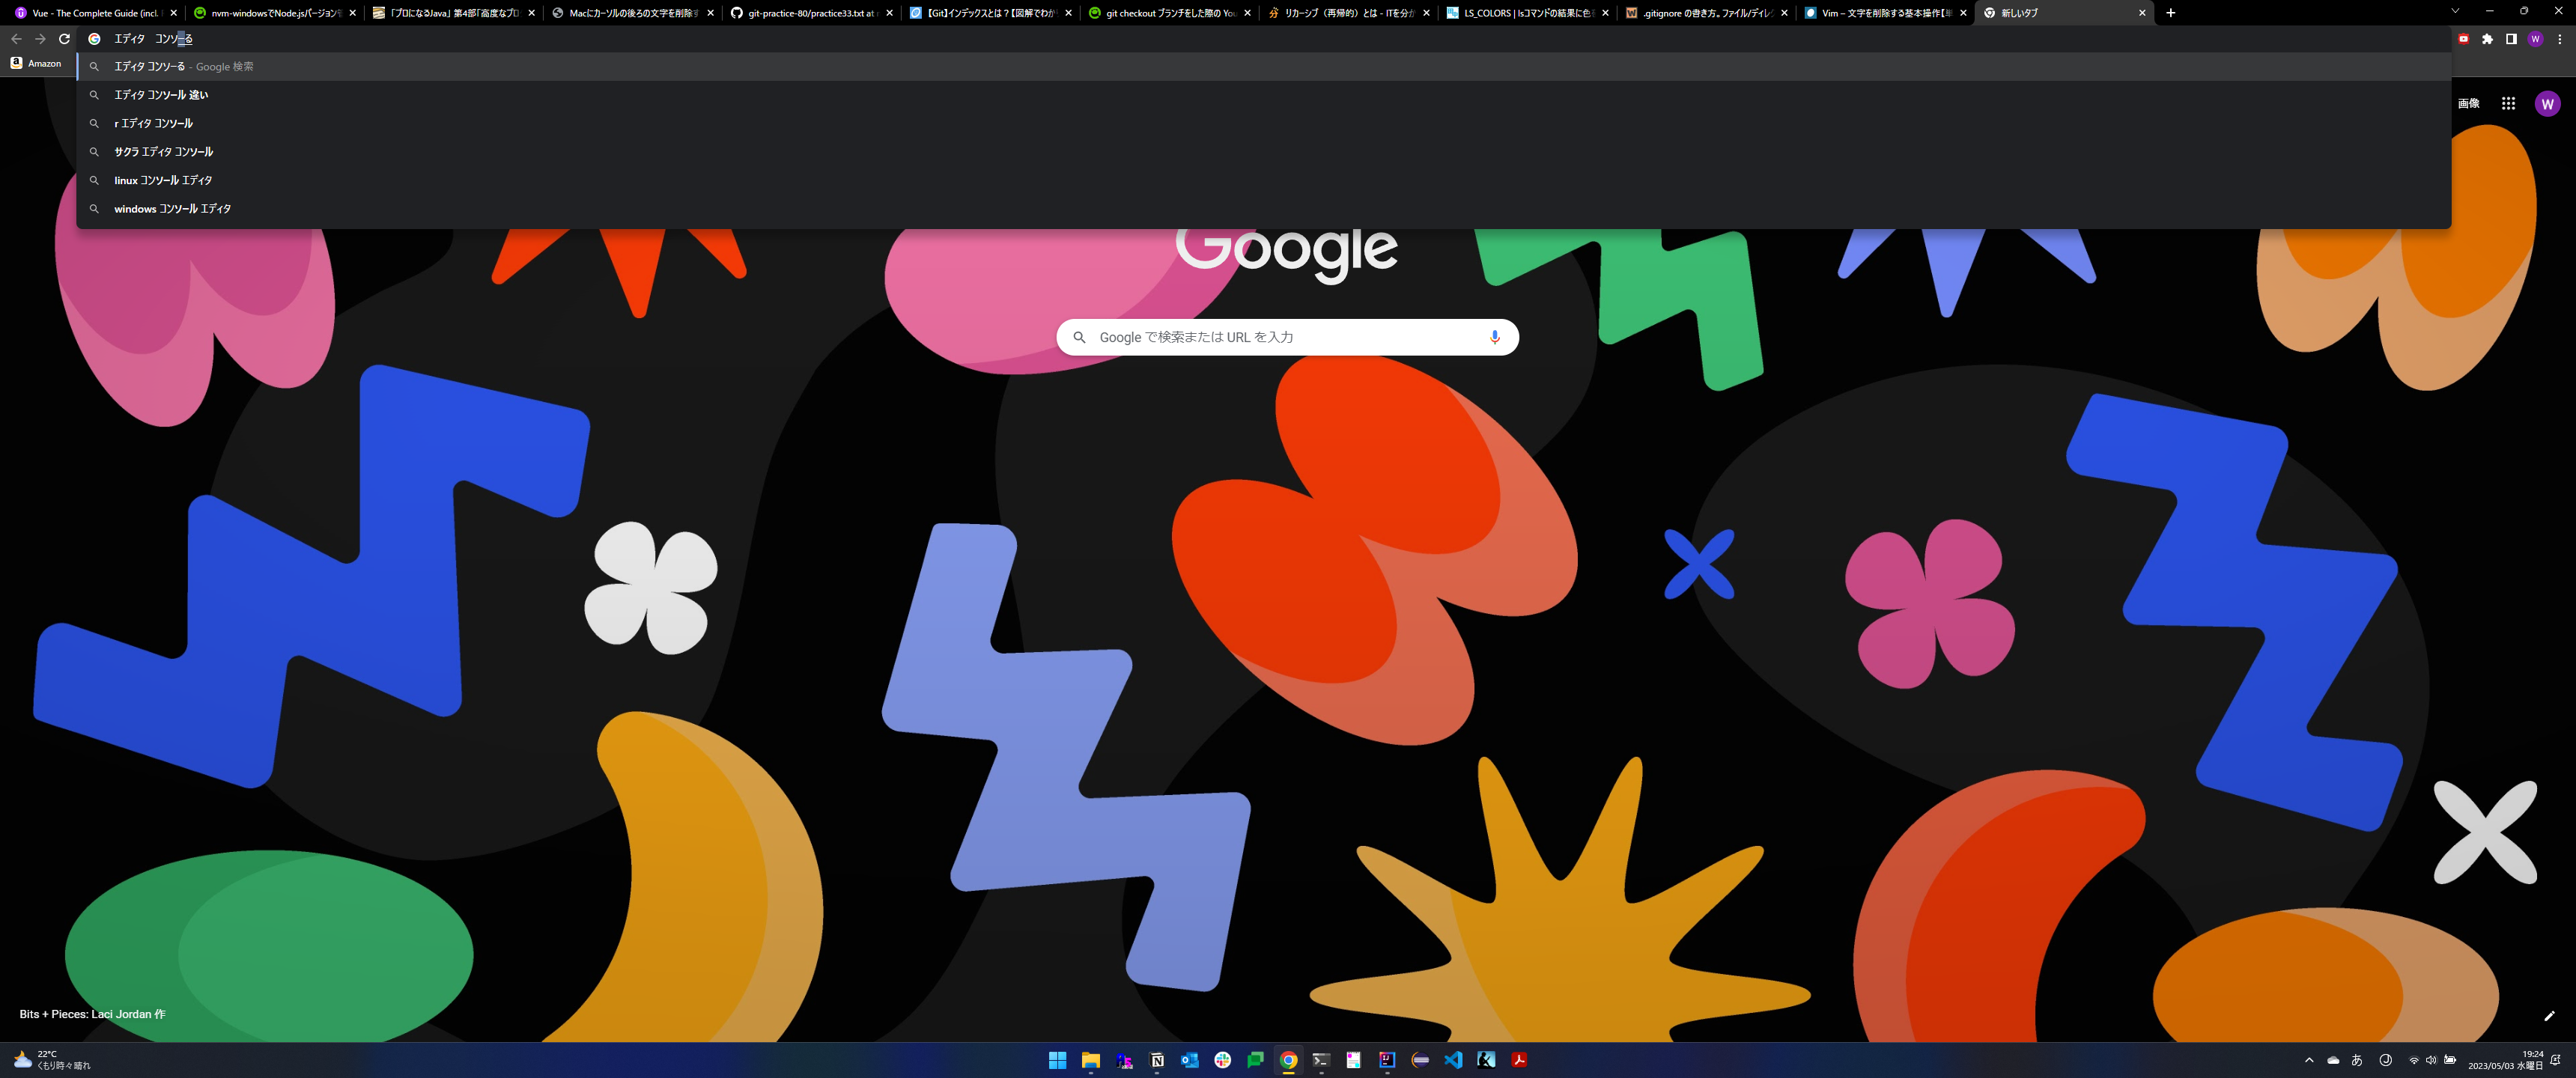 Vue - The Complete Guide (incl.
nvm-windowsでNode.jsバージョン管
「プロになるJava」第4部「高度なプロ
Macにカーソルの後ろの文字を削除す
git-practice-80/practice33.txt at
【Git】インデックスとは？【図解でわか
git checkout ブランチをした際の You
リカーシブ（再帰的）とは - ITを分か
LS_COLORS | lsコマンドの結果に色
.gitignore の書き方。ファイル/ディレク
Vim – 文字を削除する基本操作【単
新しいタブ
エディタ　コンソーる
W
Amazon
エディタ コンソーる - Google 検索
エディタ コンソール 違い
r エディタ コンソール
サクラ エディタ コンソール
linux コンソール エディタ
windows コンソール エディタ
画像
W
Google
Google で検索または URL を入力
Bits + Pieces: Laci Jordan 作
22°C
くもり時々晴れ
あ
19:24
2023/05/03 水曜日